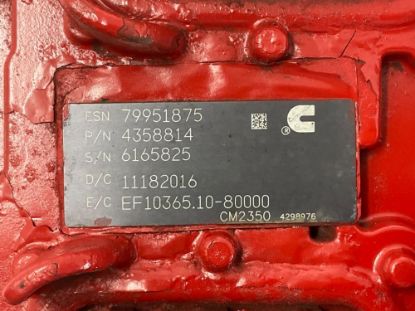 ESN 79951875
P/N 4358814
S/N 6165825
D/C 11182016
E/C EF10365.10-80000
CM2350 4298976
C
®